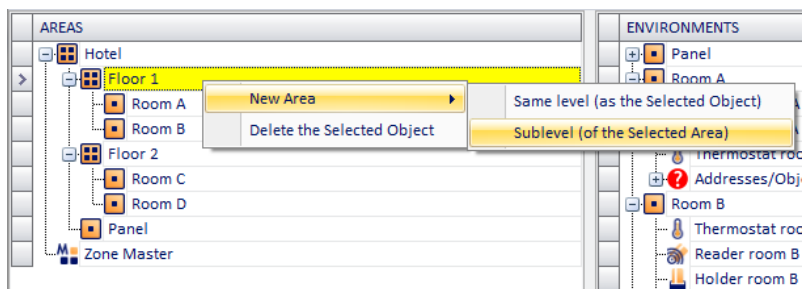 AREAS
Hotel
Floor 1
Room A
Room B
Floor 2
Room C
Room D
Panel
Zone Master
New Area
Delete the Selected Object
Same level (as the Selected Object)
Sublevel (of the Selected Area)
ENVIRONMENTS
Panel
Room A
Thermostat
Addresses/Obj
Room B
Thermostat roo
Reader room B
Holder room B